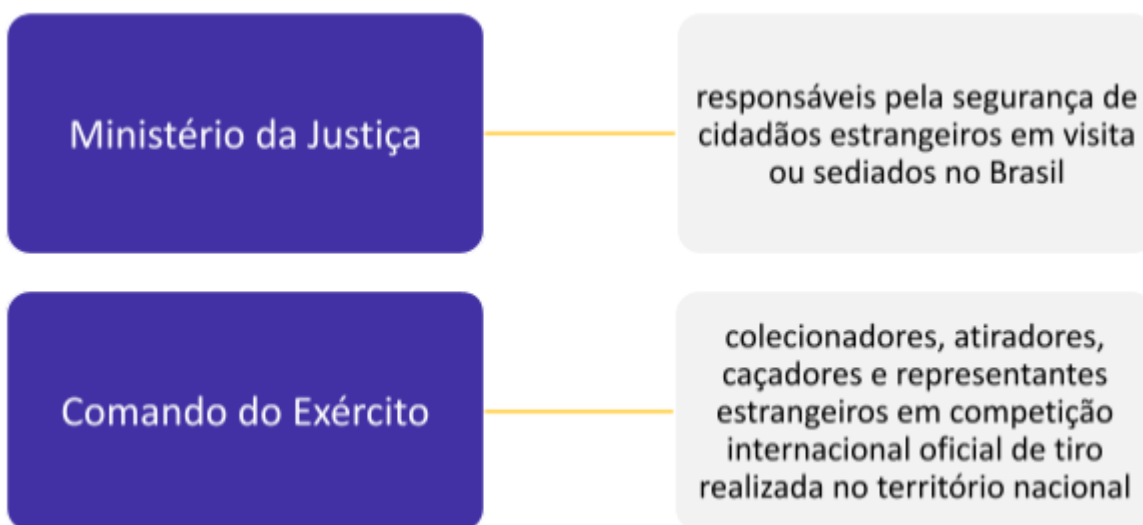 Ministério da Justiça
responsáveis pela segurança de
cidadãos estrangeiros em visita
ou sediados no Brasil
Comando do Exército
colecionadores, atiradores,
caçadores e representantes
estrangeiros em competição
internacional oficial de tiro
realizada no território nacional